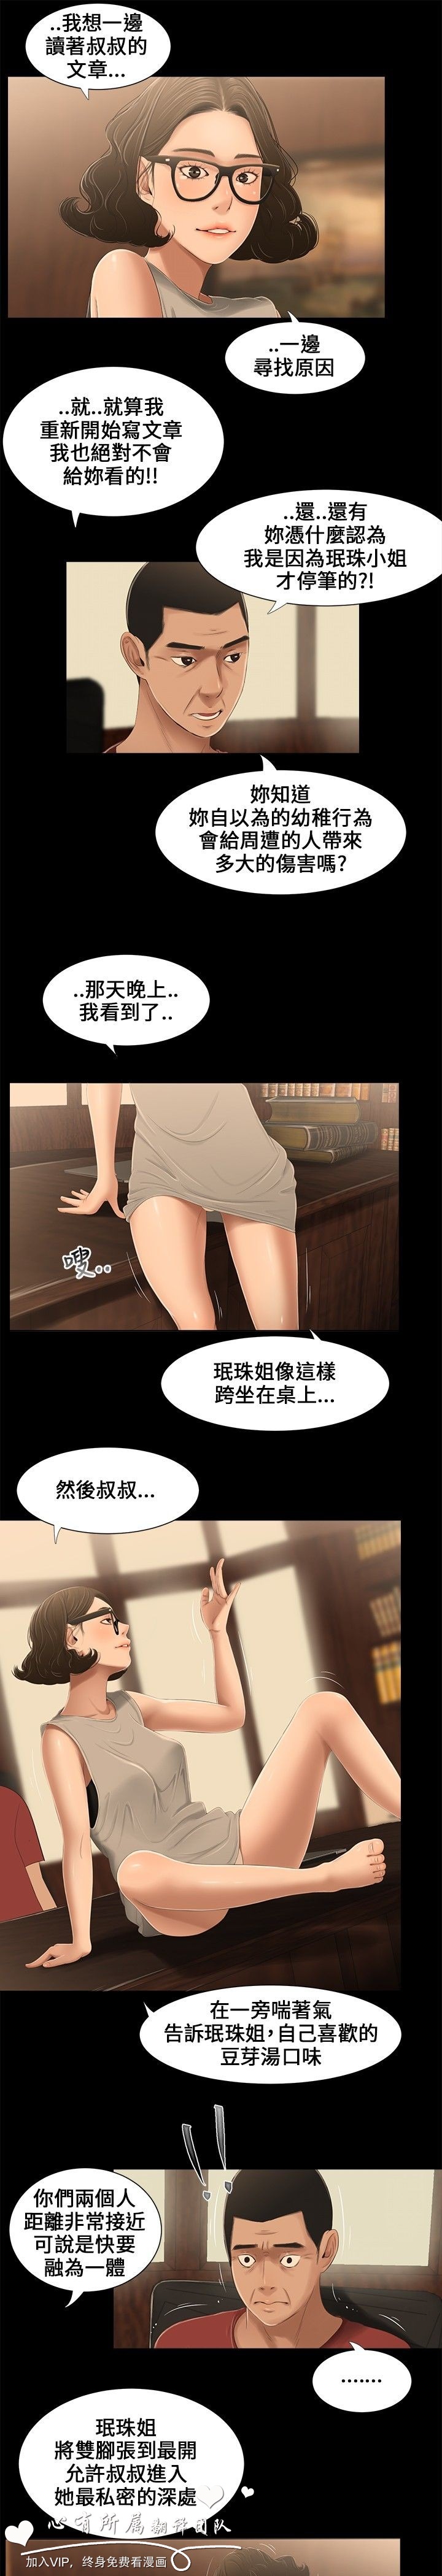 ..我想一邊
讀著叔叔的
文章...
..一邊
尋找原因
..就..就算我
重新開始寫文章
我也絕對不會
給妳看的!!
..還..還有
妳憑什麼認為
我是因為珉珠小姐
才停筆的?!
妳知道
妳自以為的幼稚行為
會給周遭的人帶來
多大的傷害嗎?
..那天晚上..
我看到了..
嗖..
珉珠姐像這樣
跨坐在桌上...
然後叔叔...
在一旁喘著氣
告訴珉珠姐，自己喜歡的
豆芽湯口味
你們兩個人
距離非常接近
可說是快要
融為一體
.......
珉珠姐
將雙腳張到最開
允許叔叔進入
她最私密的深處
心有所属翻译团队
加入VIP，终身免费看漫画